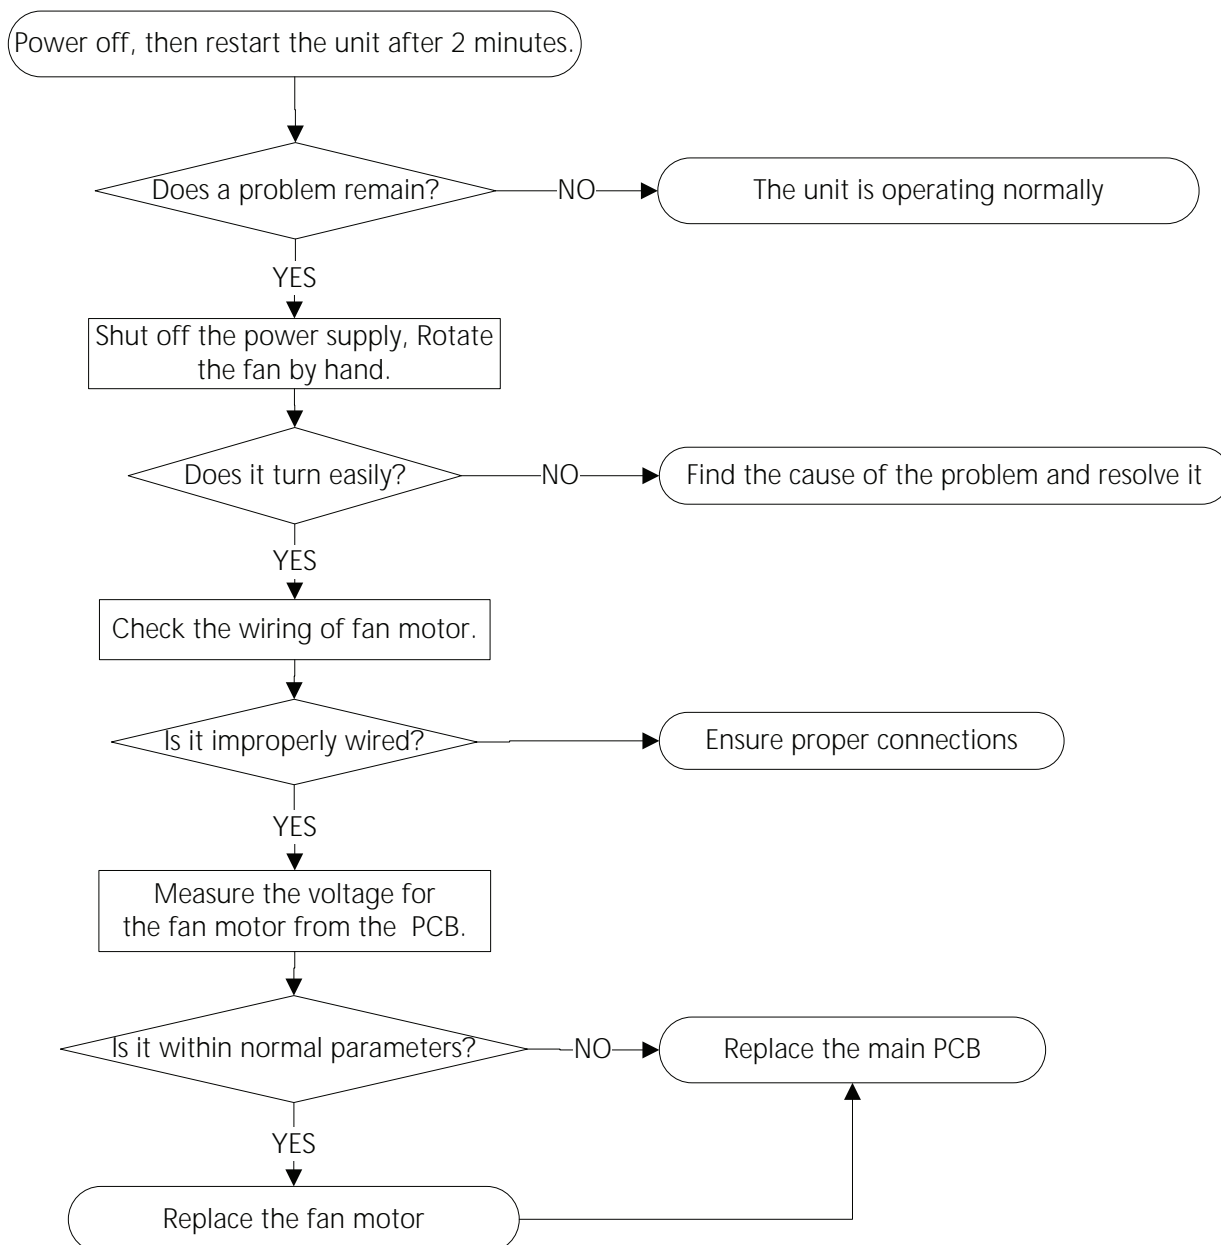 Power off, then restart the unit after 2 minutes.
Does a problem remain?
NO
The unit is operating normally
YES
Shut off the power supply, Rotate
the fan by hand.
Does it turn easily?
NO
Find the cause of the problem and resolve it
YES
Check the wiring of fan motor.
Is it improperly wired?
Ensure proper connections
YES
Measure the voltage for
the fan motor from the PCB.
Is it within normal parameters?
NO
Replace the main PCB
YES
Replace the fan motor